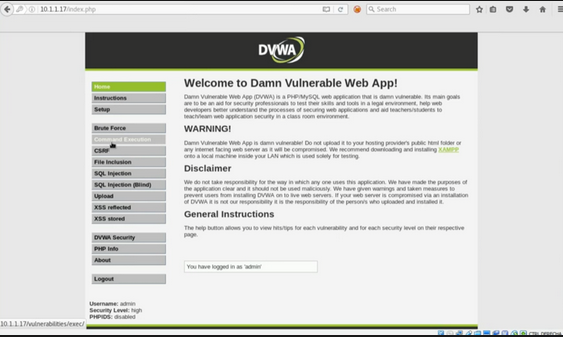 10.1.1.17/index.php
Search
DVWA
Home
Instructions
Setup
Brute Force
Command Execution
CSRF
File Inclusion
SQL Injection
SQL Injection (Blind)
Upload
XSS reflected
XSS stored
DVWA Security
PHP Info
About
Logout
Welcome to Damn Vulnerable Web App!
Damn Vulnerable Web App (DVWA) is a PHP/MySQL web application that is damn vulnerable. Its main goals
are to be an aid for security professionals to test their skills and tools in a legal environment, help web
developers better understand the processes of securing web applications and aid teachers/students to
teach/learn web application security in a class room environment.
WARNING!
Damn Vulnerable Web App is damn vulnerable! Do not upload it to your hosting provider's public html folder or
any internet facing web server as it will be compromised. We recommend downloading and installing XAMPP
onto a local machine inside your LAN which is used solely for testing.
Disclaimer
We do not take responsibility for the way in which any one uses this application. We have made the purposes of
the application clear and it should not be used maliciously. We have given warnings and taken measures to
prevent users from installing DVWA on to live web servers. If your web server is compromised via an installation
of DVWA it is not our responsibility it is the responsibility of the person/s who uploaded and installed it.
General Instructions
The help button allows you to view hits/tips for each vulnerability and for each security level on their respective
page.
You have logged in as 'admin'
Username: admin
Security Level: high
PHPIDS: disabled
10.1.1.17/vulnerabilities/exec/
CTRL DERECHA